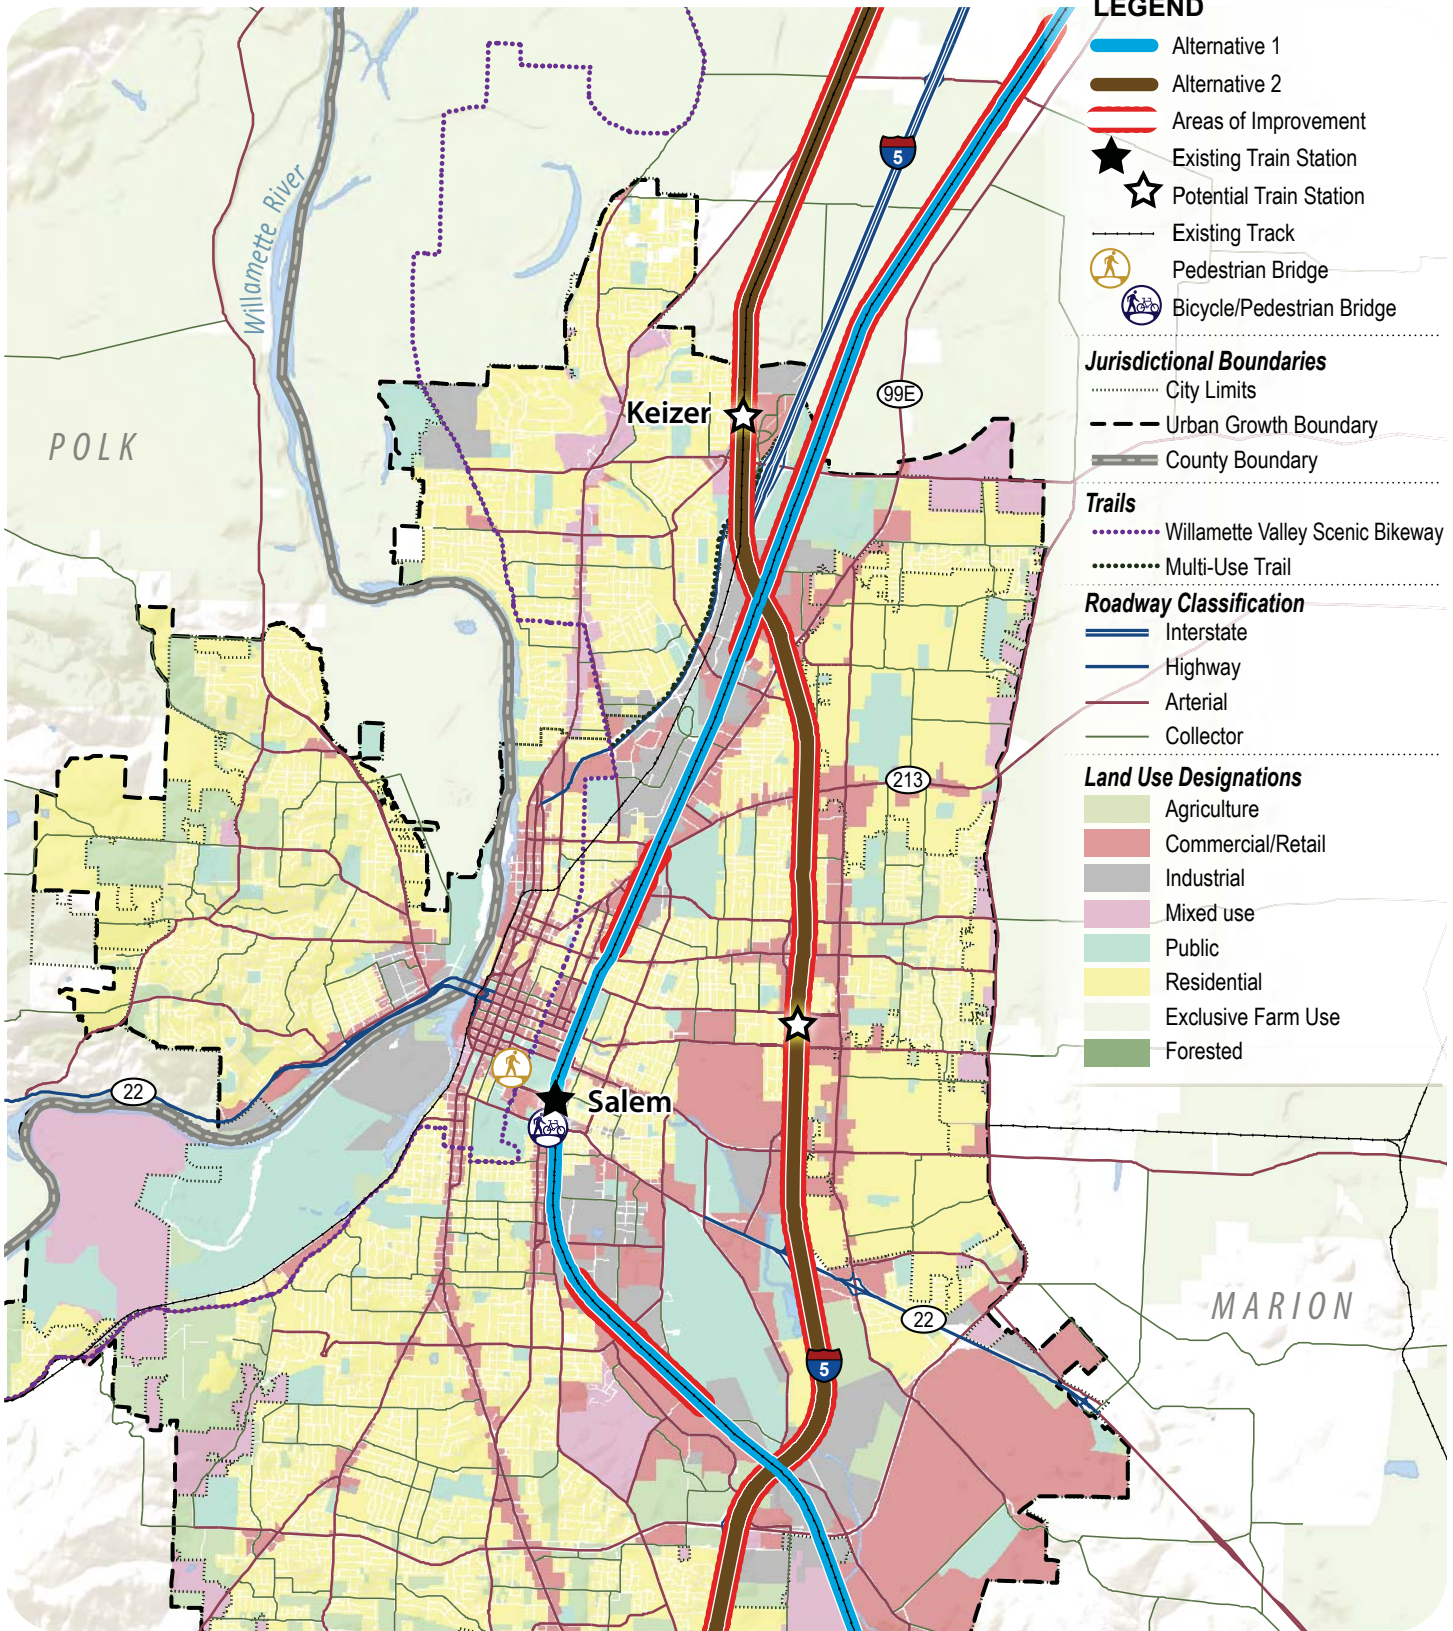 LEGEND
Alternative 1
Alternative 2
Areas of Improvement
Existing Train Station
Potential Train Station
Existing Track
Pedestrian Bridge
Bicycle/Pedestrian Bridge
Jurisdictional Boundaries
City Limits
Urban Growth Boundary
County Boundary
Trails
Willamette Valley Scenic Bikeway
Multi-Use Trail
Roadway Classification
Interstate
Highway
Arterial
Collector
Land Use Designations
Agriculture
Commercial/Retail
Industrial
Mixed use
Public
Residential
Exclusive Farm Use
Forested
5
Willamette River
99E
Keizer
POLK
213
22
Salem
MARION
22
5